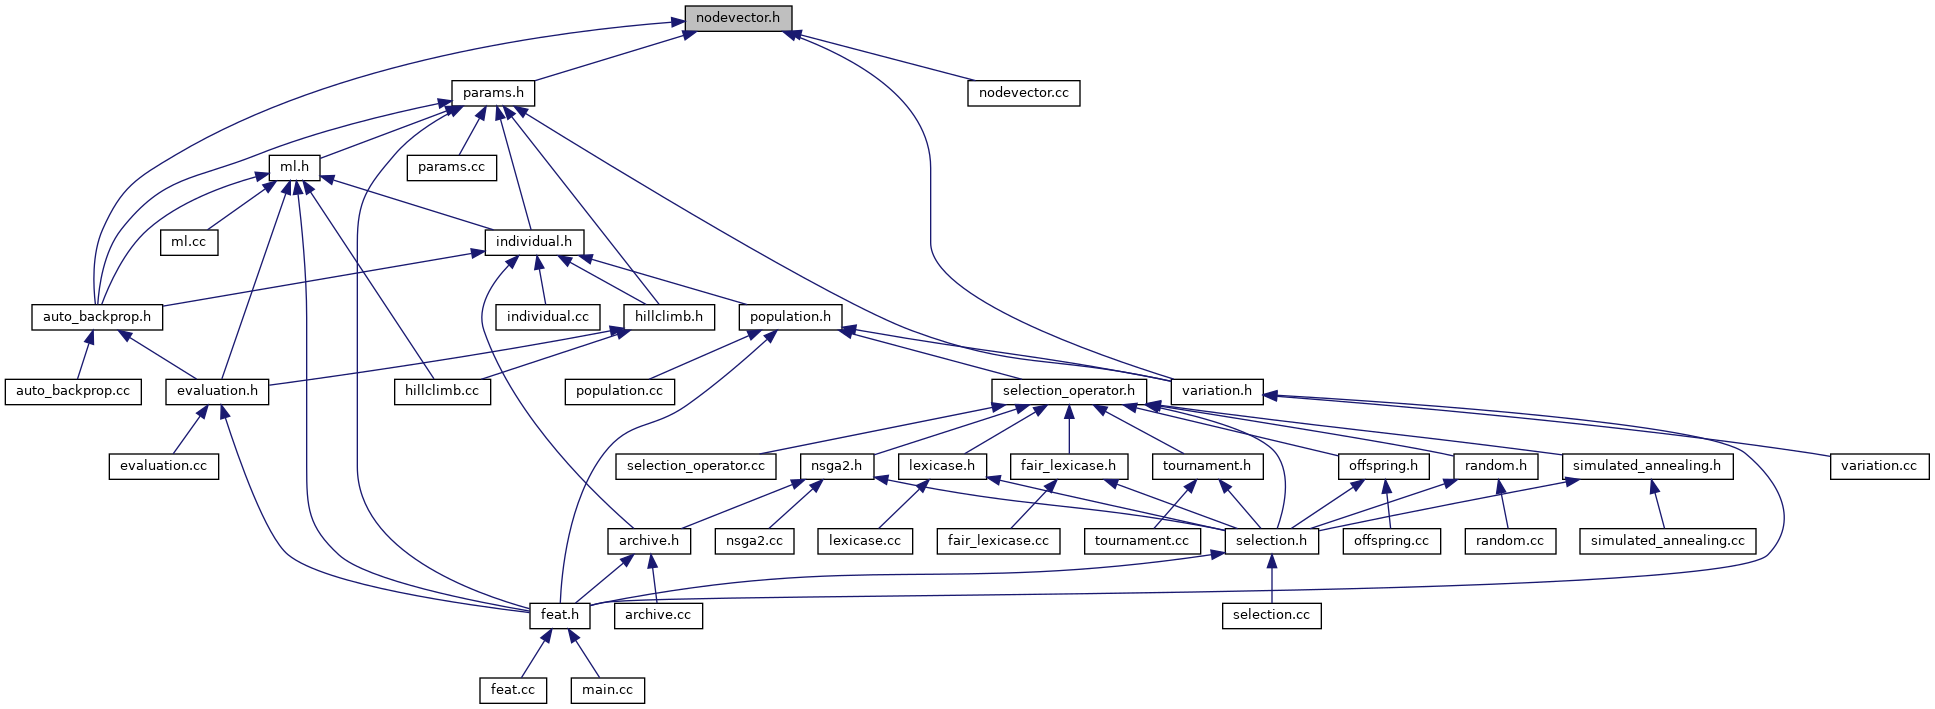 nodevector.h
params.h
nodevector.cc
ml.h
params.cc
ml.cc
individual.h
auto_backprop.h
individual.cc
hillclimb.h
population.h
auto_backprop.cc
evaluation.h
hillclimb.cc
population.cc
selection_operator.h
variation.h
evaluation.cc
selection_operator.cc
nsga2.h
lexicase.h
fair_lexicase.h
tournament.h
offspring.h
random.h
simulated_annealing.h
variation.cc
archive.h
nsga2.cc
lexicase.cc
fair_lexicase.cc
tournament.cc
selection.h
offspring.cc
random.cc
simulated_annealing.cc
feat.h
archive.cc
selection.cc
feat.cc
main.cc